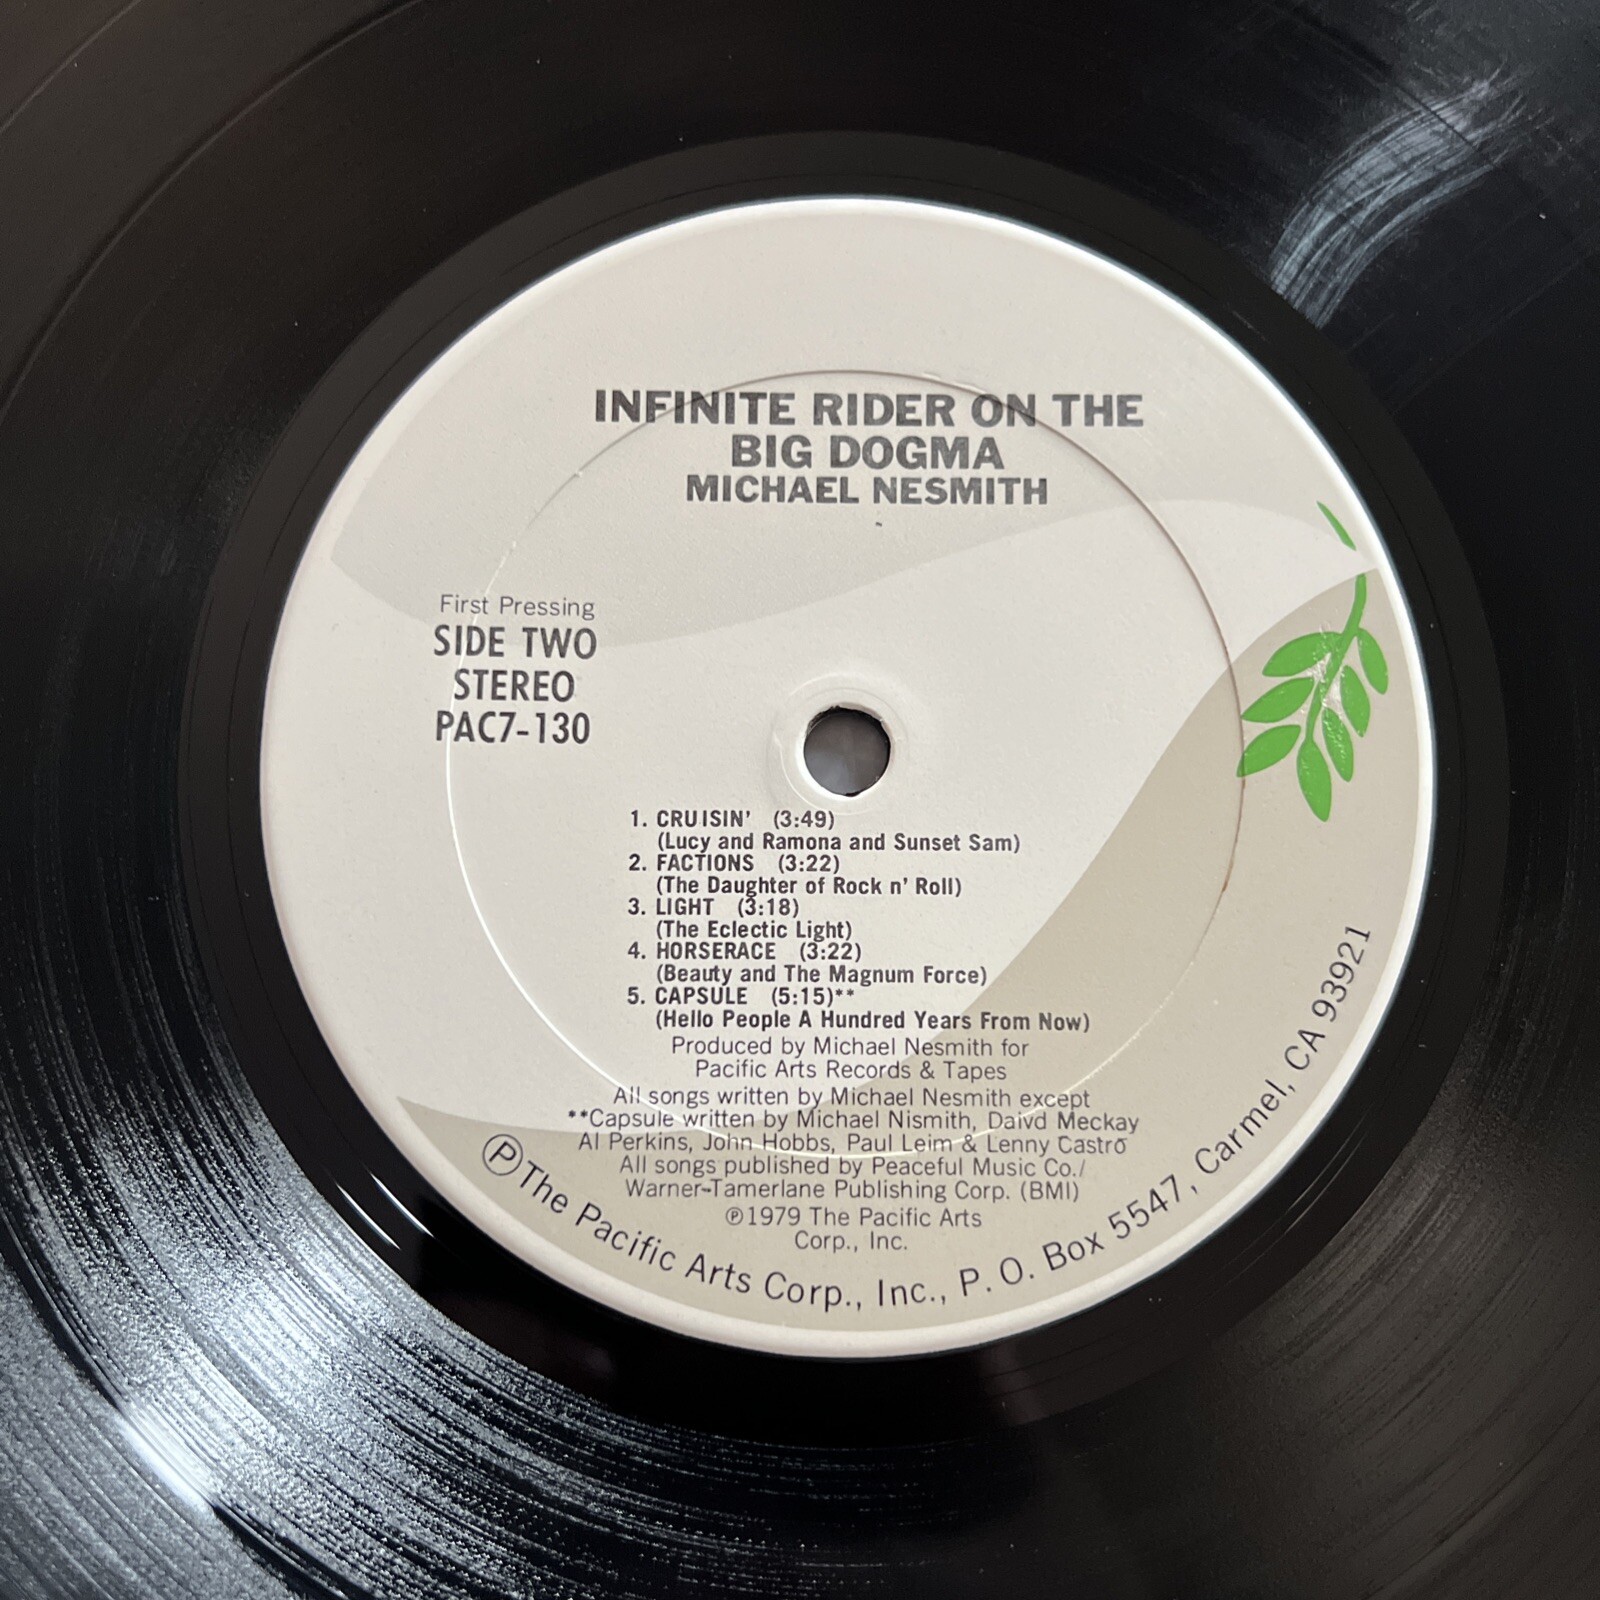 INFINITE RIDER ON THE
BIG DOGMA
MICHAEL NESMITH
First Pressing
SIDE TWO
STEREO
PAC7-130
1. CRUISIN' (3:49)
(Lucy and Ramona and Sunset Sam)
2. FACTIONS (3:22)
(The Daughter of Rock n' Roll)
3. LIGHT (3:18)
(The Eclectic Light)
4. HORSERACE (3:22)
(Beauty and The Magnum Force)
5. CAPSULE (5:15)**
(Hello People A Hundred Years From Now)
Produced by Michael Nesmith for
Pacific Arts Records & Tapes
All songs written by Michael Nesmith except
**Capsule written by Michael Nismith, Daivd Meckay
Al Perkins, John Hobbs, Paul Leim & Lenny Castro
All songs published by Peaceful Music Co./
Warner-Tamerlane Publishing Corp. (BMI)
℗1979 The Pacific Arts
Corp., Inc.
℗ The Pacific Arts Corp., Inc., P. O. Box 5547, Carmel, CA 93921